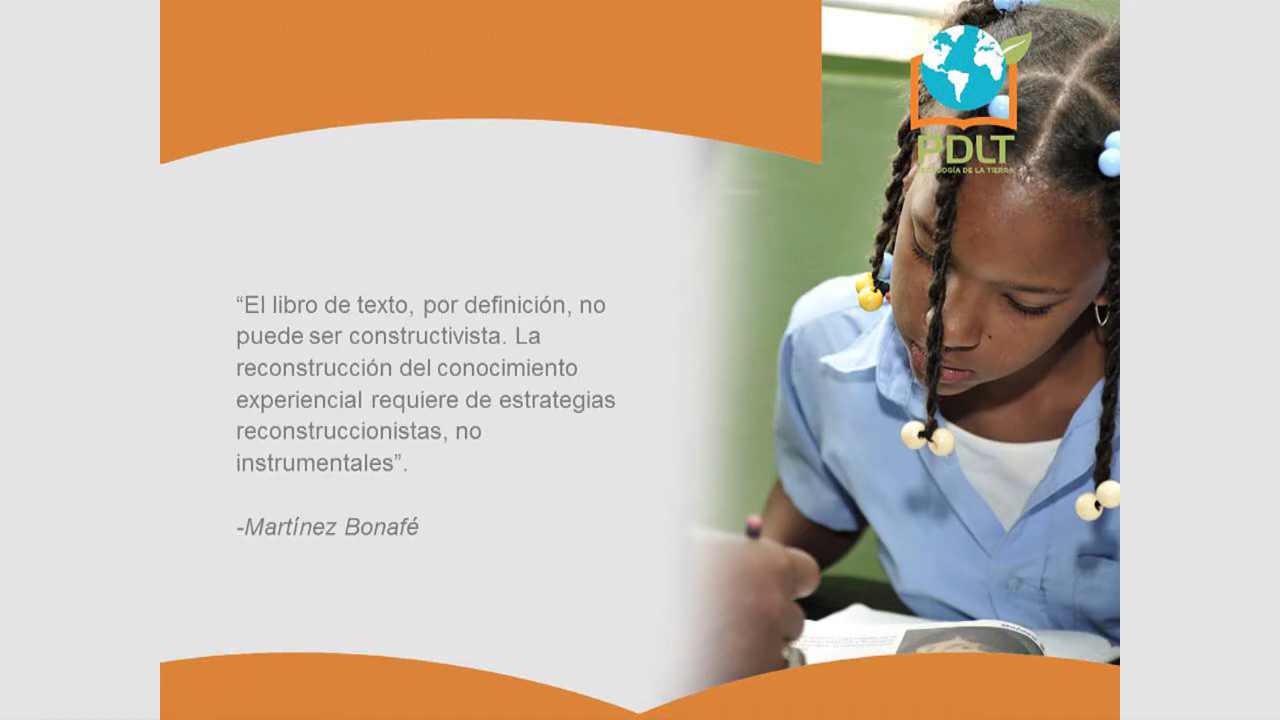 PDLT
PEDAGOGÍA DE LA TIERRA
“El libro de texto, por definición, no
puede ser constructivista. La
reconstrucción del conocimiento
experiencial requiere de estrategias
reconstruccionistas, no
instrumentales”.
-Martínez Bonafé